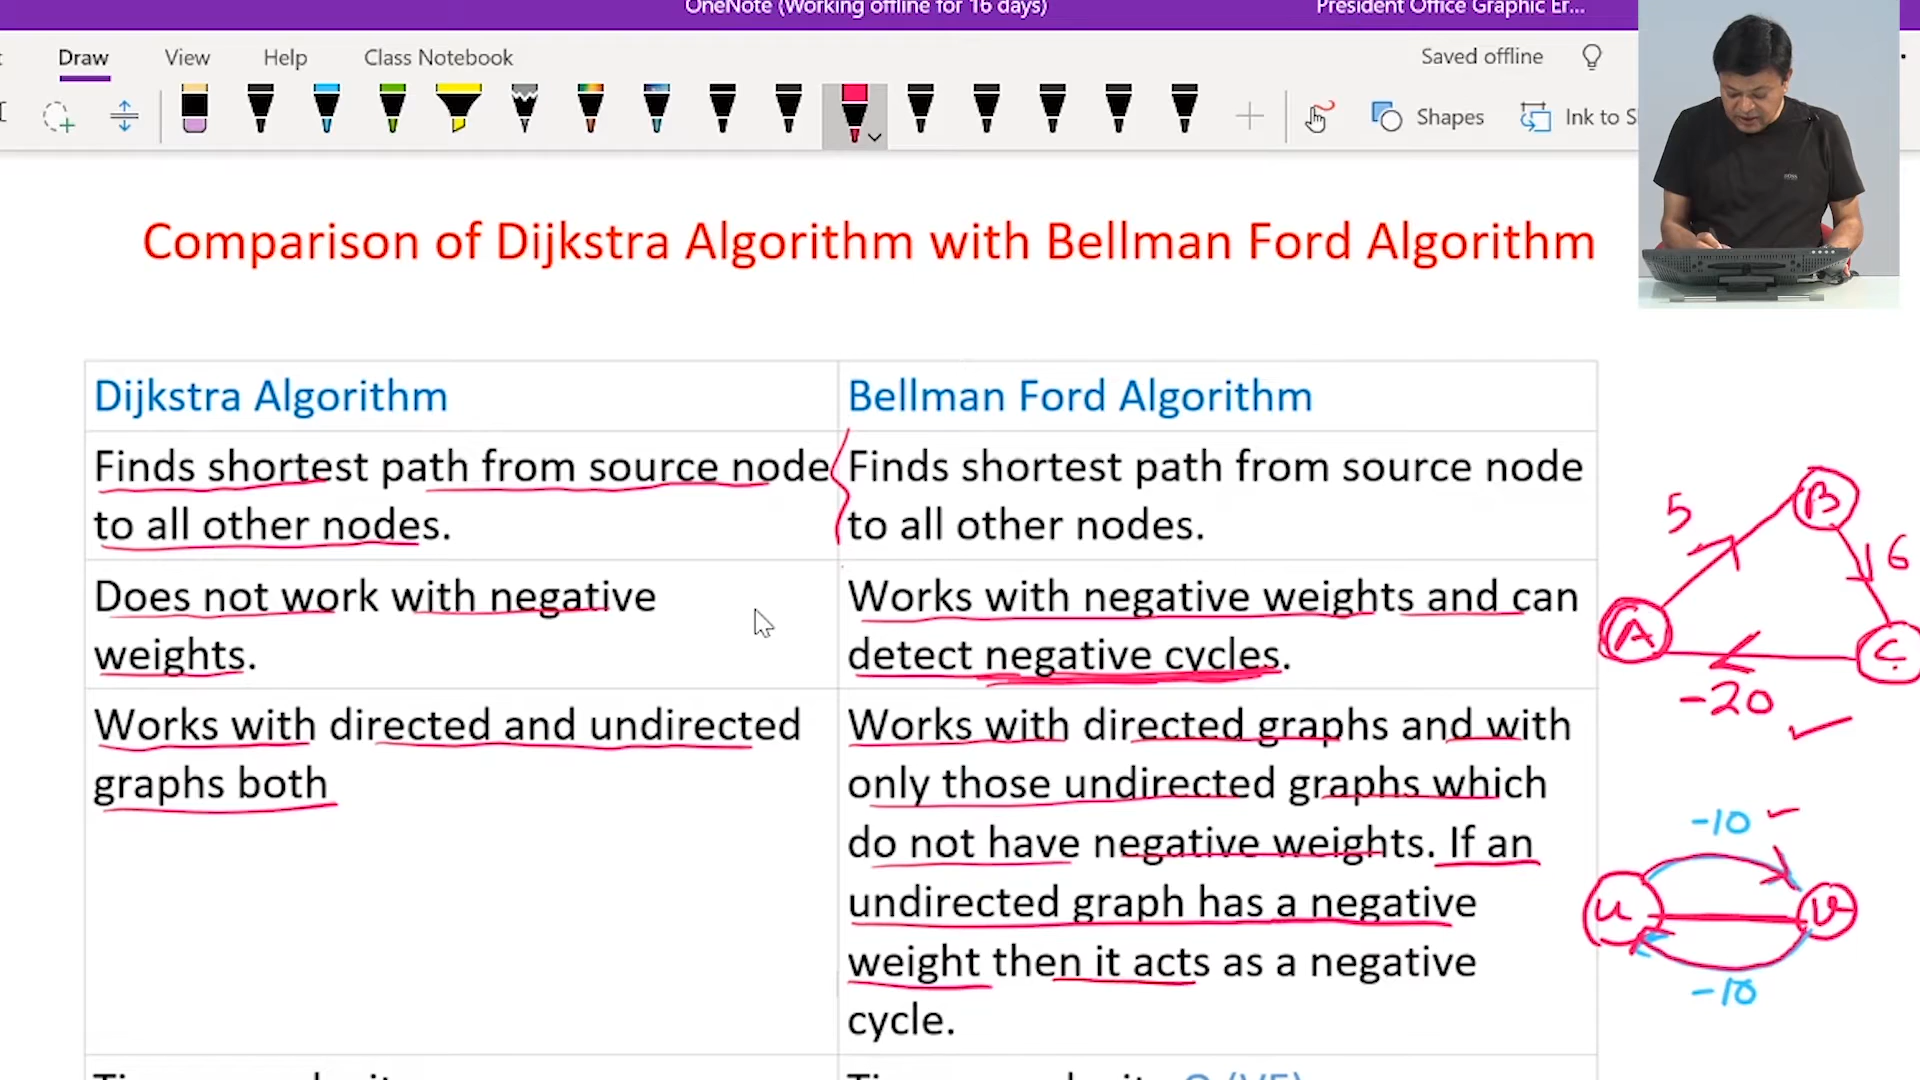 OneNote (Working offline for 16 days)
President Office Graphic Er...
Draw
View
Help
Class Notebook
Saved offline
Shapes
Ink to S
Comparison of Dijkstra Algorithm with Bellman Ford Algorithm
Dijkstra Algorithm
Bellman Ford Algorithm
Finds shortest path from source node
to all other nodes.
Finds shortest path from source node
to all other nodes.
Does not work with negative
weights.
Works with negative weights and can
detect negative cycles.
Works with directed and undirected
graphs both
Works with directed graphs and with
only those undirected graphs which
do not have negative weights. If an
undirected graph has a negative
weight then it acts as a negative
cycle.
5
B
6
A
C
-20
-10
u
v
-10